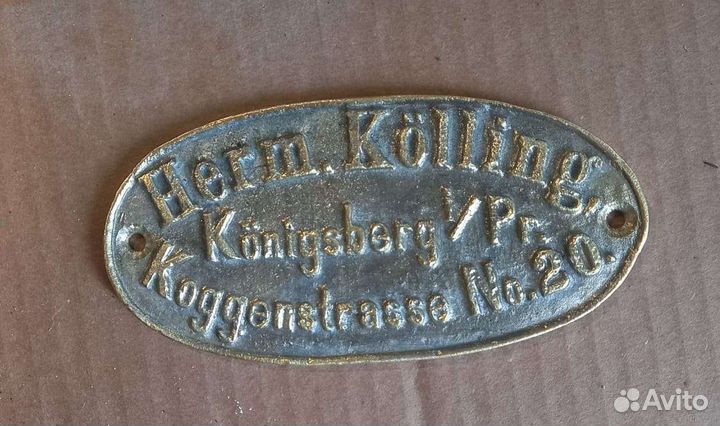 Herm. Kölling,
Königsberg i/Pr.
Koggenstrasse No. 20.
Avito